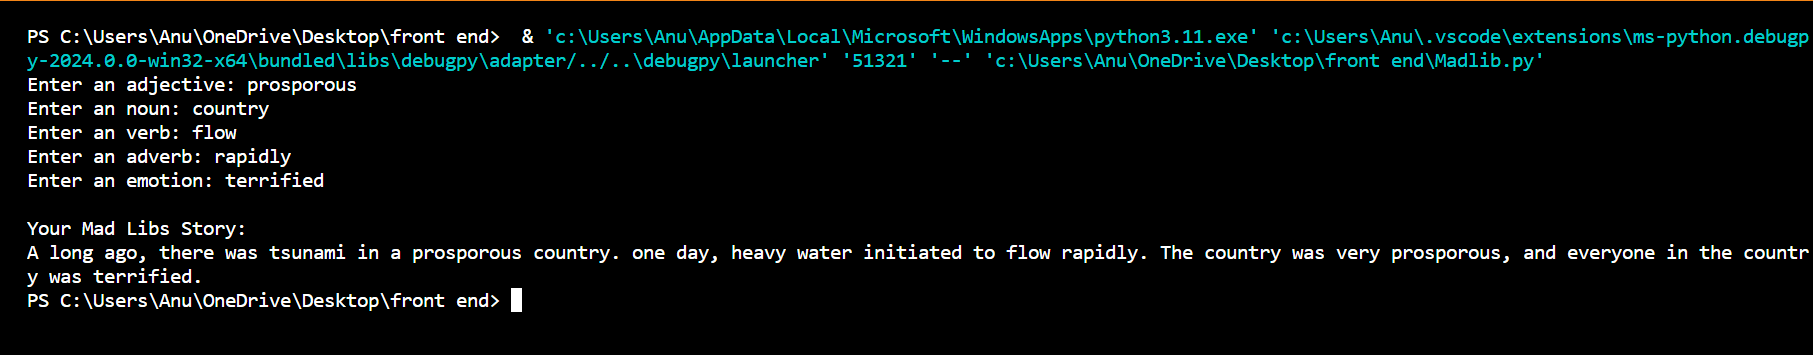 PS C:\Users\Anu\OneDrive\Desktop\front end>  & 'c:\Users\Anu\AppData\Local\Microsoft\WindowsApps\python3.11.exe' 'c:\Users\Anu\.vscode\extensions\ms-python.debugp
y-2024.0.0-win32-x64\bundled\libs\debugpy\adapter/../..\debugpy\launcher' '51321' '--' 'c:\Users\Anu\OneDrive\Desktop\front end\Madlib.py'
Enter an adjective: prosporous
Enter an noun: country
Enter an verb: flow
Enter an adverb: rapidly
Enter an emotion: terrified
Your Mad Libs Story:
A long ago, there was tsunami in a prosporous country. one day, heavy water initiated to flow rapidly. The country was very prosporous, and everyone in the countr
y was terrified.
PS C:\Users\Anu\OneDrive\Desktop\front end>